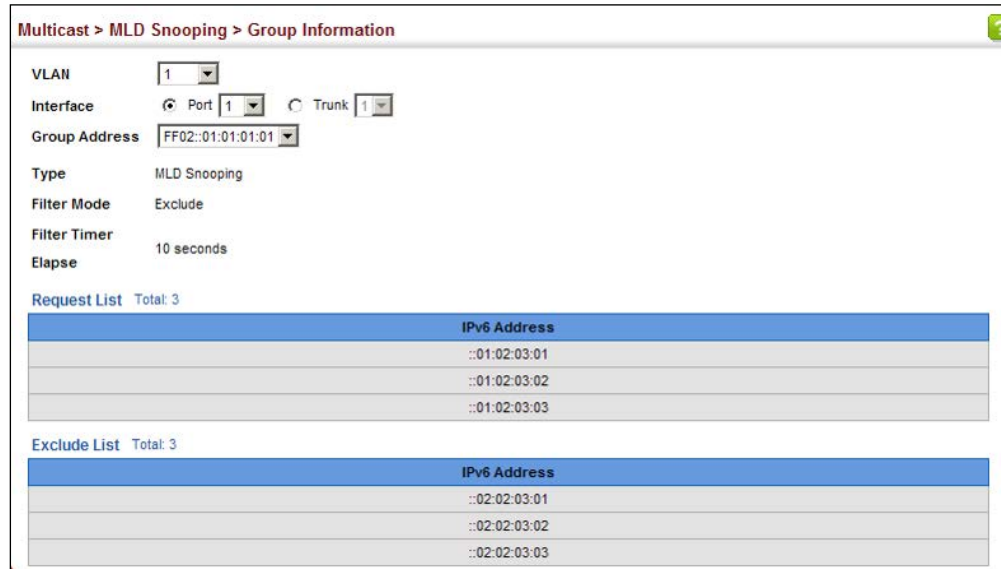 Multicast > MLD Snooping > Group Information
?
VLAN 1
Interface Port 1 Trunk 1
Group Address FF02::01:01:01:01
Type MLD Snooping
Filter Mode Exclude
Filter Timer
Elapse 10 seconds
Request List Total: 3
IPv6 Address
::01:02:03:01
::01:02:03:02
::01:02:03:03
Exclude List Total: 3
IPv6 Address
::02:02:03:01
::02:02:03:02
::02:02:03:03